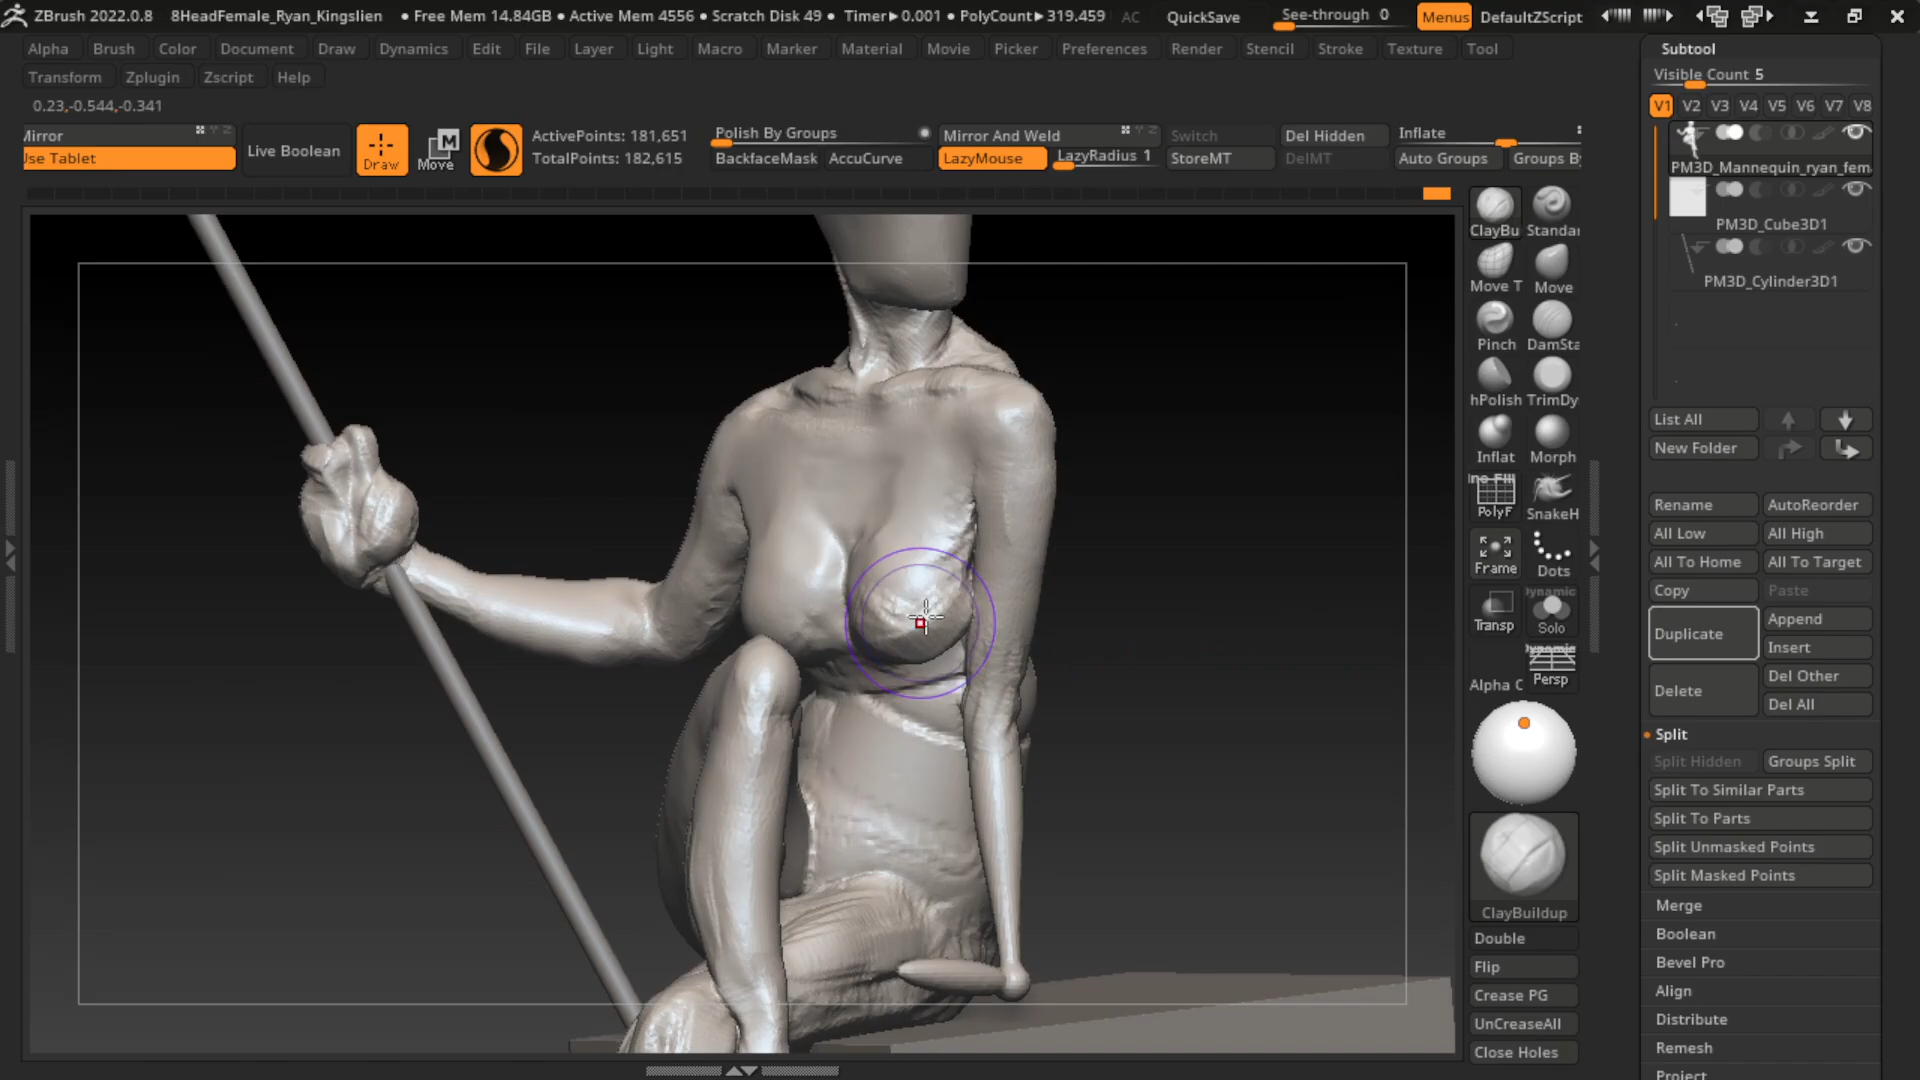 ZBrush 2022.0.8 8HeadFemale_Ryan_Kingslien • Free Mem 14.84GB • Active Mem 4556 • Scratch Disk 49 • Timer▶0.001 • PolyCount▶319.459 AC QuickSave See-through 0 Menus DefaultZScript
Alpha Brush Color Document Draw Dynamics Edit File Layer Light Macro Marker Material Movie Picker Preferences Render Stencil Stroke Texture Tool
Transform Zplugin Zscript Help
0.23,-0.544,-0.341
Mirror
Use Tablet
Live Boolean
Draw
Move
ActivePoints: 181,651
TotalPoints: 182,615
Polish By Groups
BackfaceMask AccuCurve
Mirror And Weld
LazyMouse LazyRadius 1
Switch
StoreMT
Del Hidden
DelMT
Inflate
Auto Groups Groups By
ClayBu Standa
Move T Move
Pinch DamSta
hPolish TrimDy
Inflat Morph
PolyF SnakeH
Frame Dots
Dynamic
Transp Solo
Dynamic
Alpha C Persp
ClayBuildup
Double
Flip
Crease PG
UnCreaseAll
Close Holes
Subtool
Visible Count 5
V1 V2 V3 V4 V5 V6 V7 V8
PM3D_Mannequin_ryan_fem
PM3D_Cube3D1
PM3D_Cylinder3D1
List All
New Folder
Rename AutoReorder
All Low All High
All To Home All To Target
Copy Paste
Duplicate Append
Insert
Delete Del Other
Del All
Split
Split Hidden Groups Split
Split To Similar Parts
Split To Parts
Split Unmasked Points
Split Masked Points
Merge
Boolean
Bevel Pro
Align
Distribute
Remesh
Project